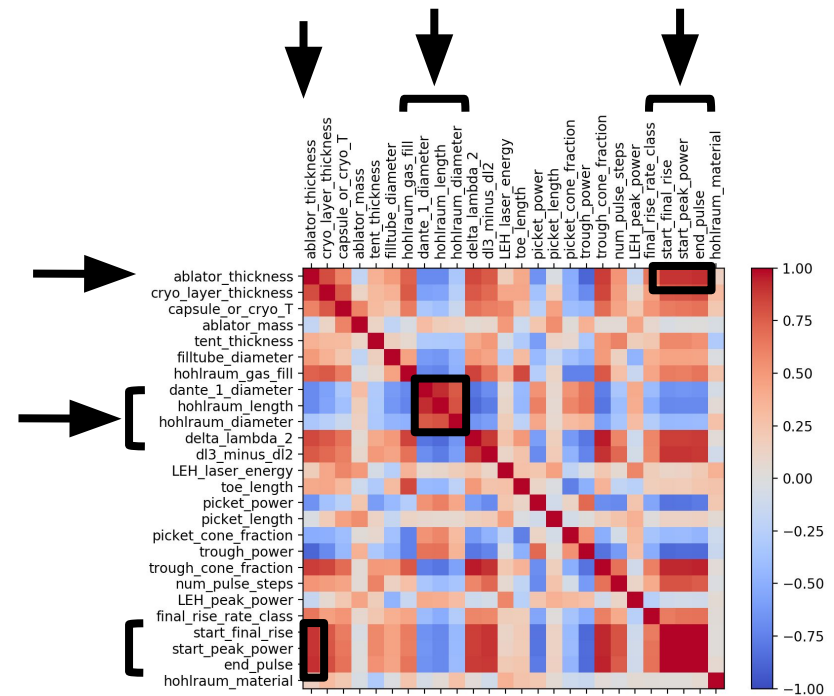 ablator_thickness
cryo_layer_thickness
capsule_or_cryo_T
ablator_mass
tent_thickness
filltube_diameter
hohlraum_gas_fill
dante_1_diameter
hohlraum_length
hohlraum_diameter
delta_lambda_2
dl3_minus_dl2
LEH_laser_energy
toe_length
picket_power
picket_length
picket_cone_fraction
trough_power
trough_cone_fraction
num_pulse_steps
LEH_peak_power
final_rise_rate_class
start_final_rise
start_peak_power
end_pulse
hohlraum_material
ablator_thickness
cryo_layer_thickness
capsule_or_cryo_T
ablator_mass
tent_thickness
filltube_diameter
hohlraum_gas_fill
dante_1_diameter
hohlraum_length
hohlraum_diameter
delta_lambda_2
dl3_minus_dl2
LEH_laser_energy
toe_length
picket_power
picket_length
picket_cone_fraction
trough_power
trough_cone_fraction
num_pulse_steps
LEH_peak_power
final_rise_rate_class
start_final_rise
start_peak_power
end_pulse
hohlraum_material
1.00
0.75
0.50
0.25
0.00
−0.25
−0.50
−0.75
−1.00